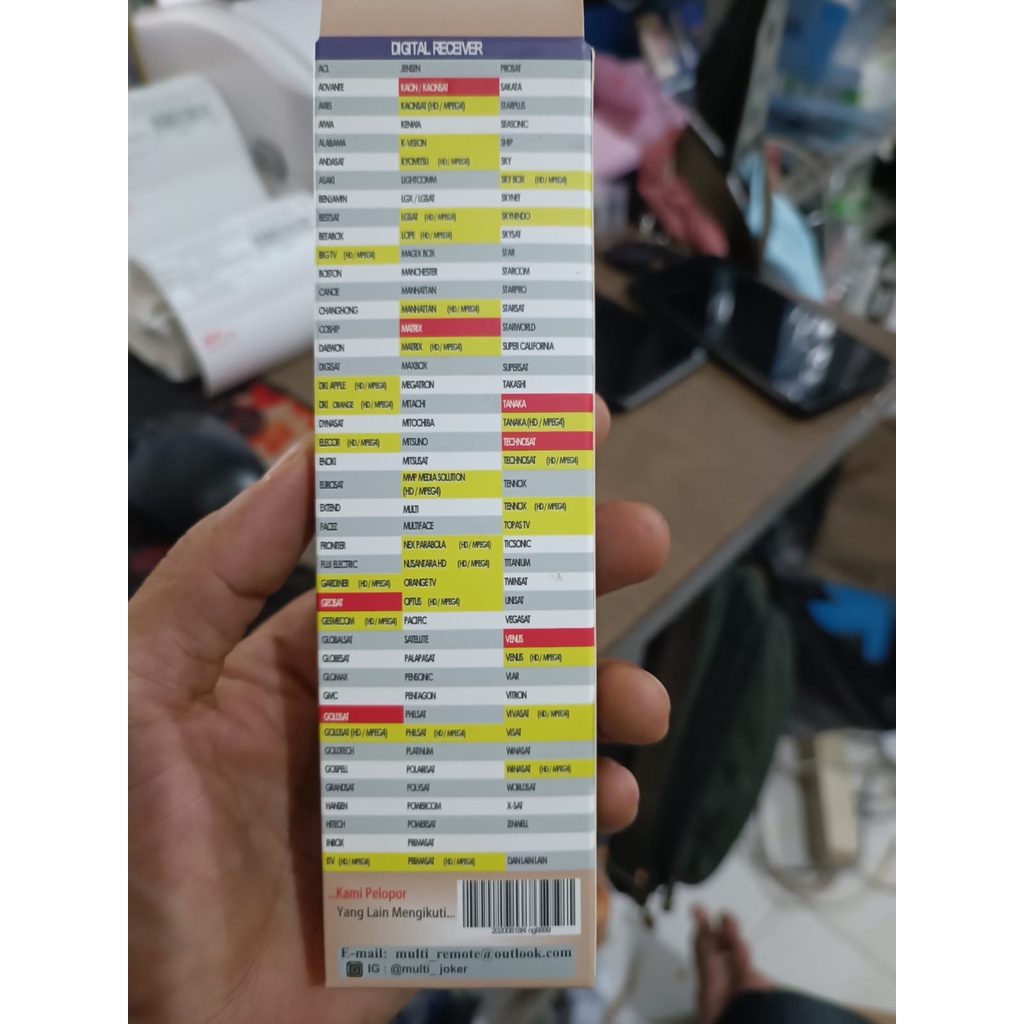 DIGITAL RECEIVER
ACL
ADVANTE
ARIES
AIWA
ALABAMA
ANDASAT
ASAKI
BENJAMIN
BESTSAT
BETABOX
BIG TV (HD / MPEG4)
BOSTON
CANOE
CHANGHONG
COSHIP
DAEWON
DIGISAT
DKI APPLE (HD / MPEG4)
DKI ORANGE (HD / MPEG4)
DYNASAT
ELECOR (HD / MPEG4)
ENOKI
EUROSAT
EXTEND
FACEZ
FRONTIER
FUJI ELECTRIC
GARDINER (HD / MPEG4)
GEOSAT
GETMECOM (HD / MPEG4)
GLOBALSAT
GLOBESAT
GLOMAX
GMC
GOLDSAT
GOLDSAT (HD / MPEG4)
GOLDTECH
GOSPELL
GRANDSAT
HANSEN
HITECH
INBOX
ITV (HD / MPEG4)
JENSEN
KAON / KAONSAT
KAONSAT (HD / MPEG4)
KENWA
K-VISION
KYOMITSU (HD / MPEG4)
LIGHTCOMM
LGX / LGSAT
LGSAT (HD / MPEG4)
LOPE (HD / MPEG4)
MAGIX BOX
MANCHESTER
MANHATTAN
MANHATTAN (HD / MPEG4)
MATRIX
MATRIX (HD / MPEG4)
MAXBOX
MEGATRON
MITACHI
MITOCHIBA
MITSUNO
MITSUSAT
MMP MEDIA SOLUTION
(HD / MPEG4)
MULTI
MULTIFACE
NEX PARABOLA (HD / MPEG4)
NUSANTARA HD (HD / MPEG4)
ORANGE TV
OPTUS (HD / MPEG4)
PACIFIC
SATELLITE
PALAPASAT
PENSONIC
PENTAGON
PHILSAT
PHILSAT (HD / MPEG4)
PLATINUM
POLARISAT
POLYSAT
POWERCOM
POWERSAT
PRIMASAT
PRIMASAT (HD / MPEG4)
PROSAT
SAKATA
STARPLUS
SEASONIC
SHIP
SKY
SKY BOX (HD / MPEG4)
SKYNET
SKYNINDO
SKYSAT
STAR
STARCOM
STARPRO
STARSAT
STARWORLD
SUPER CALIFORNIA
SUPERSAT
TAKASHI
TANAKA
TANAKA (HD / MPEG4)
TECHNOSAT
TECHNOSAT (HD / MPEG4)
TENNOX
TENNOX (HD / MPEG4)
TOPAS TV
TICSONIC
TITANIUM
TWINSAT
UNISAT
VEGASAT
VENUS
VENUS (HD / MPEG4)
VIAR
VITRON
VIVASAT (HD / MPEG4)
VISAT
WINASAT
WINASAT (HD / MPEG4)
WORLDSAT
X-SAT
ZENWELL
DAN LAIN LAIN
...Kami Pelopor
Yang Lain Mengikuti...
E-mail: multi_remote@outlook.com
IG : @multi_joker